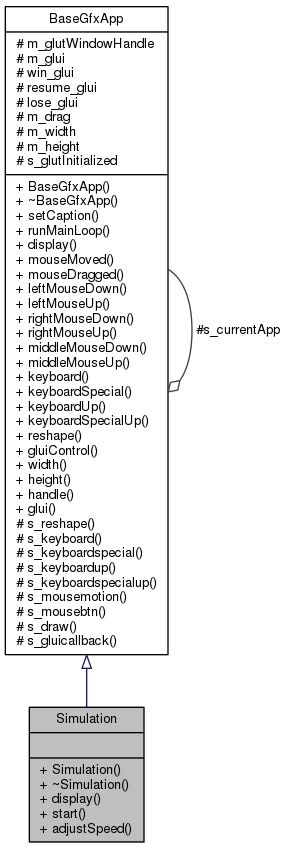 BaseGfxApp
# m_glutWindowHandle
# m_glui
# win_glui
# resume_glui
# lose_glui
# m_drag
# m_width
# m_height
# s_glutInitialized
+ BaseGfxApp()
+ ~BaseGfxApp()
+ setCaption()
+ runMainLoop()
+ display()
+ mouseMoved()
+ mouseDragged()
+ leftMouseDown()
+ leftMouseUp()
+ rightMouseDown()
+ rightMouseUp()
+ middleMouseDown()
+ middleMouseUp()
+ keyboard()
+ keyboardSpecial()
+ keyboardUp()
+ keyboardSpecialUp()
+ reshape()
+ gluiControl()
+ width()
+ height()
+ handle()
+ glui()
# s_reshape()
# s_keyboard()
# s_keyboardspecial()
# s_keyboardup()
# s_keyboardspecialup()
# s_mousemotion()
# s_mousebtn()
# s_draw()
# s_gluicallback()
#s_currentApp
Simulation
+ Simulation()
+ ~Simulation()
+ display()
+ start()
+ adjustSpeed()